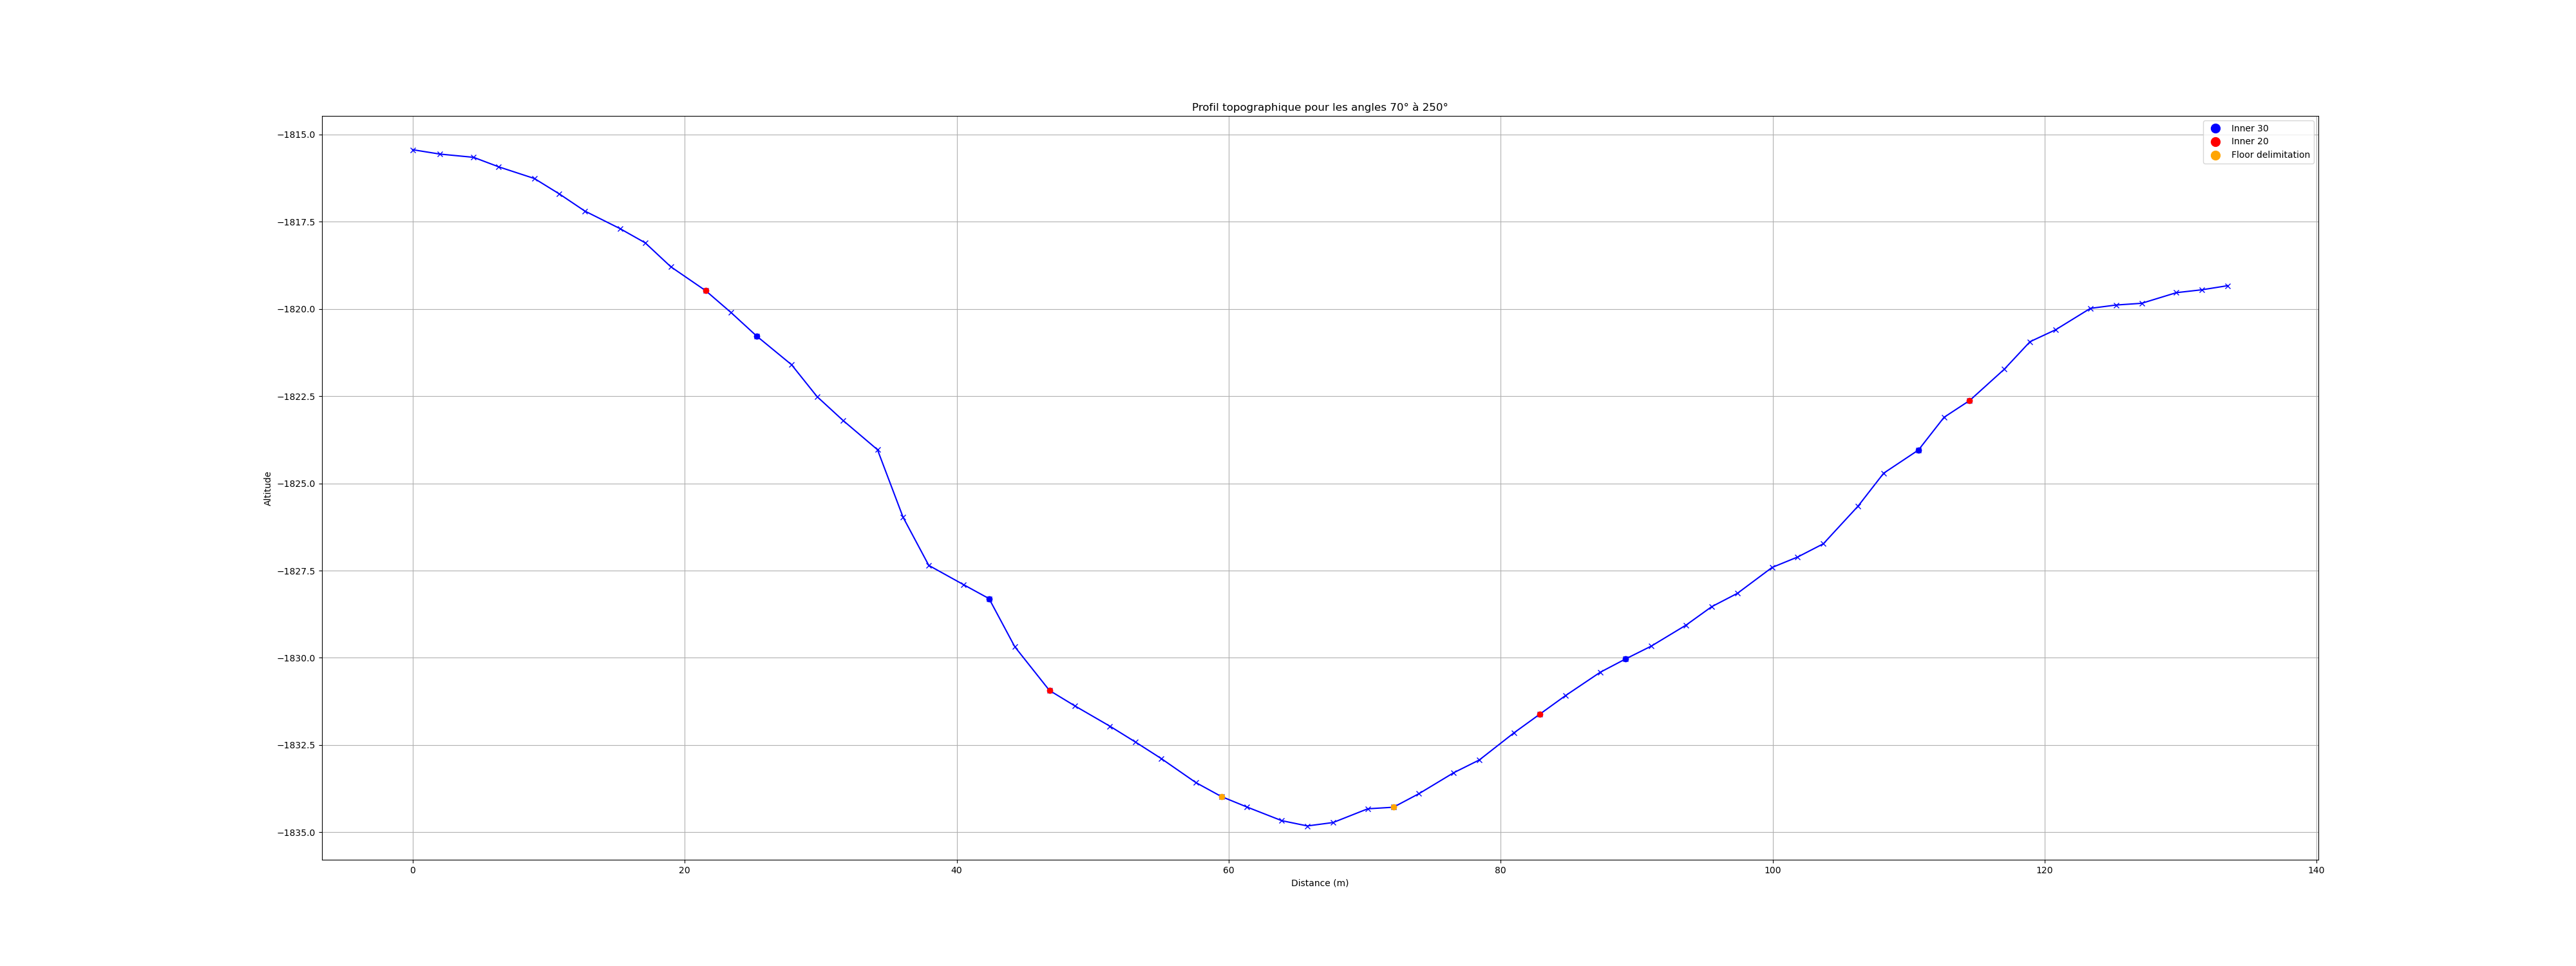 Profil topographique pour les angles 70° à 250°
Inner 30
Inner 20
Floor delimitation
−1815.0
−1817.5
−1820.0
−1822.5
−1825.0
−1827.5
−1830.0
−1832.5
−1835.0
Altitude
0 20 40 60 80 100 120 140
Distance (m)